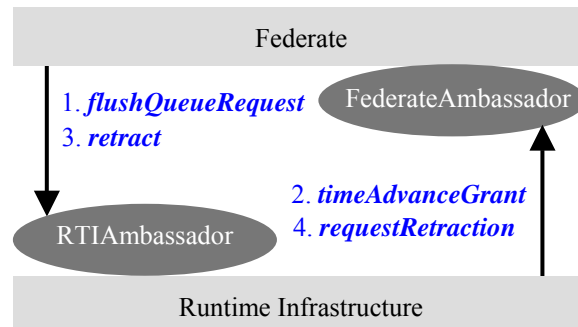 Federate
1. flushQueueRequest
3. retract
FederateAmbassador
2. timeAdvanceGrant
4. requestRetraction
RTIAmbassador
Runtime Infrastructure